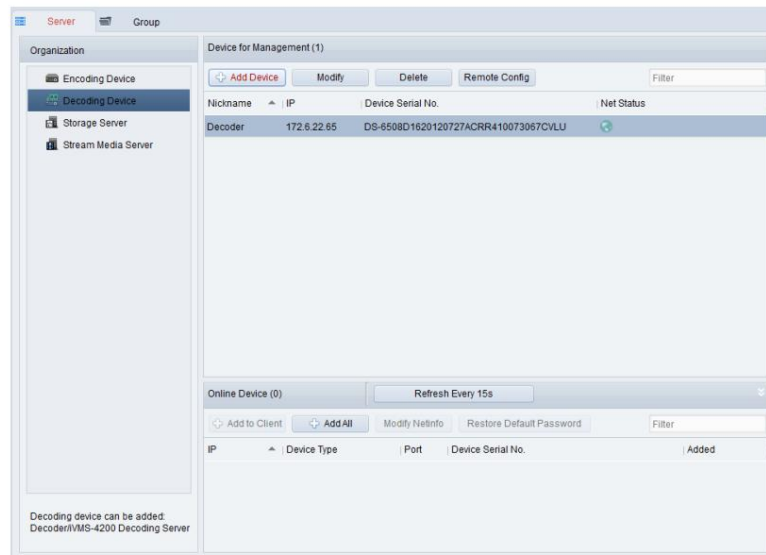 Server Group
Organization
Encoding Device
Decoding Device
Storage Server
Stream Media Server
Decoding device can be added:
Decoder/iVMS-4200 Decoding Server
Device for Management (1)
Add Device Modify Delete Remote Config Filter
Nickname IP Device Serial No. Net Status
Decoder 172.6.22.65 DS-6508D1620120727ACRR410073067CVLU
Online Device (0) Refresh Every 15s
Add to Client Add All Modify Netinfo Restore Default Password Filter
IP Device Type Port Device Serial No. Added